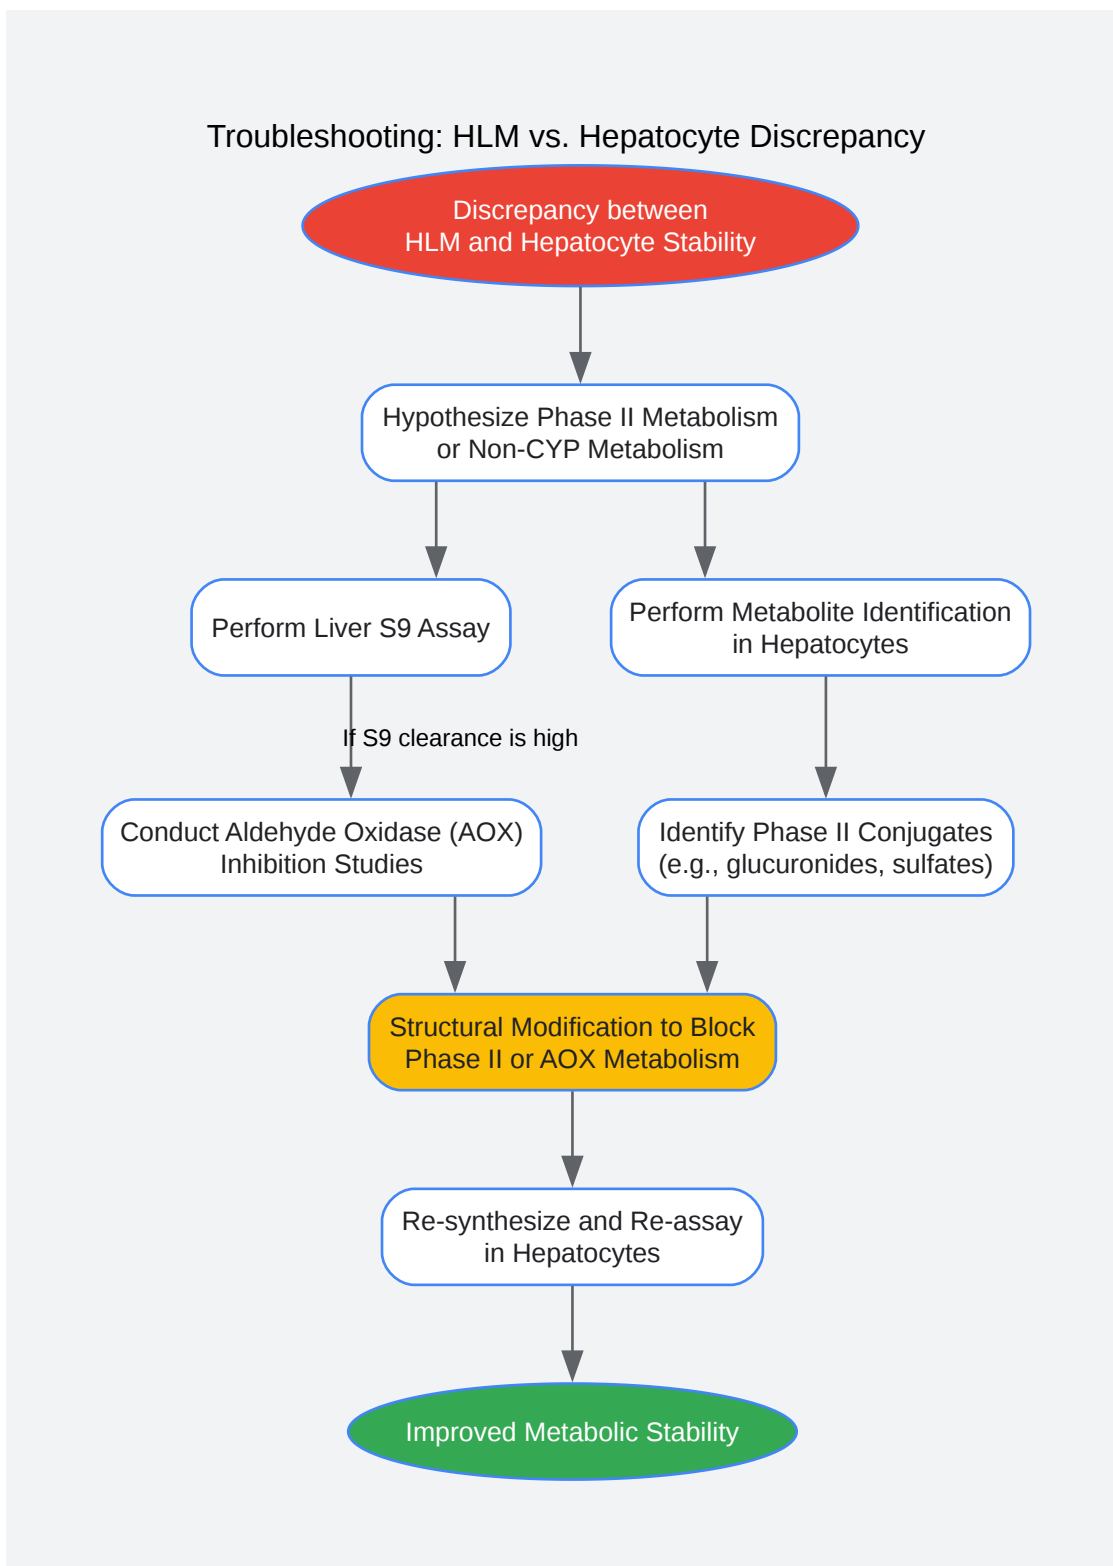 Troubleshooting: HLM vs. Hepatocyte Discrepancy
Discrepancy between
HLM and Hepatocyte Stability
Hypothesize Phase II Metabolism
or Non-CYP Metabolism
Perform Liver S9 Assay
Perform Metabolite Identification
in Hepatocytes
If S9 clearance is high
Conduct Aldehyde Oxidase (AOX)
Inhibition Studies
Identify Phase II Conjugates
(e.g., glucuronides, sulfates)
Structural Modification to Block
Phase II or AOX Metabolism
Re-synthesize and Re-assay
in Hepatocytes
Improved Metabolic Stability